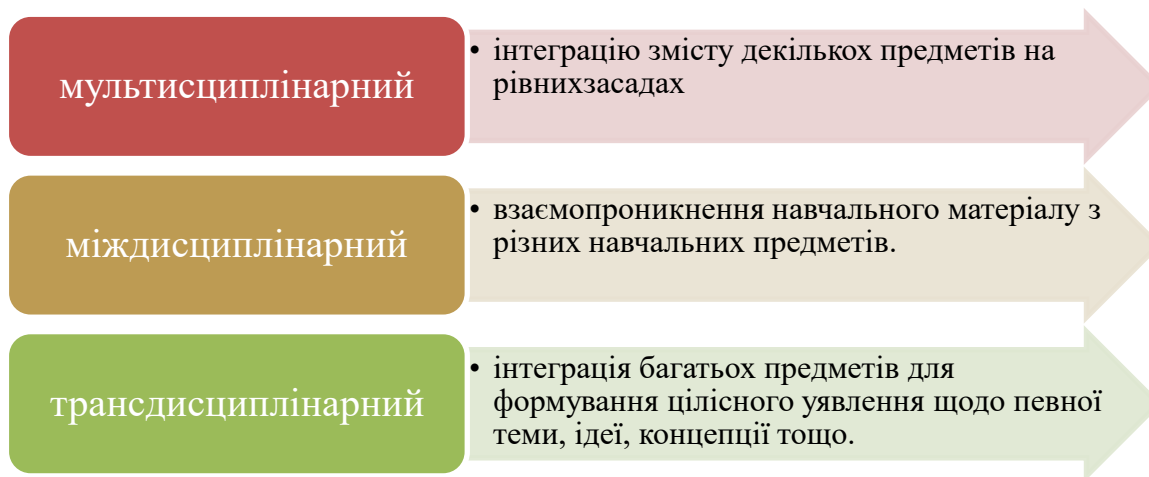 мультисциплінарний
• інтеграцію змісту декількох предметів на
рівнихзасадах
міждисциплінарний
• взаємопроникнення навчального матеріалу з
різних навчальних предметів.
трансдисциплінарний
• інтеграція багатьох предметів для
формування цілісного уявлення щодо певної
теми, ідеї, концепції тощо.